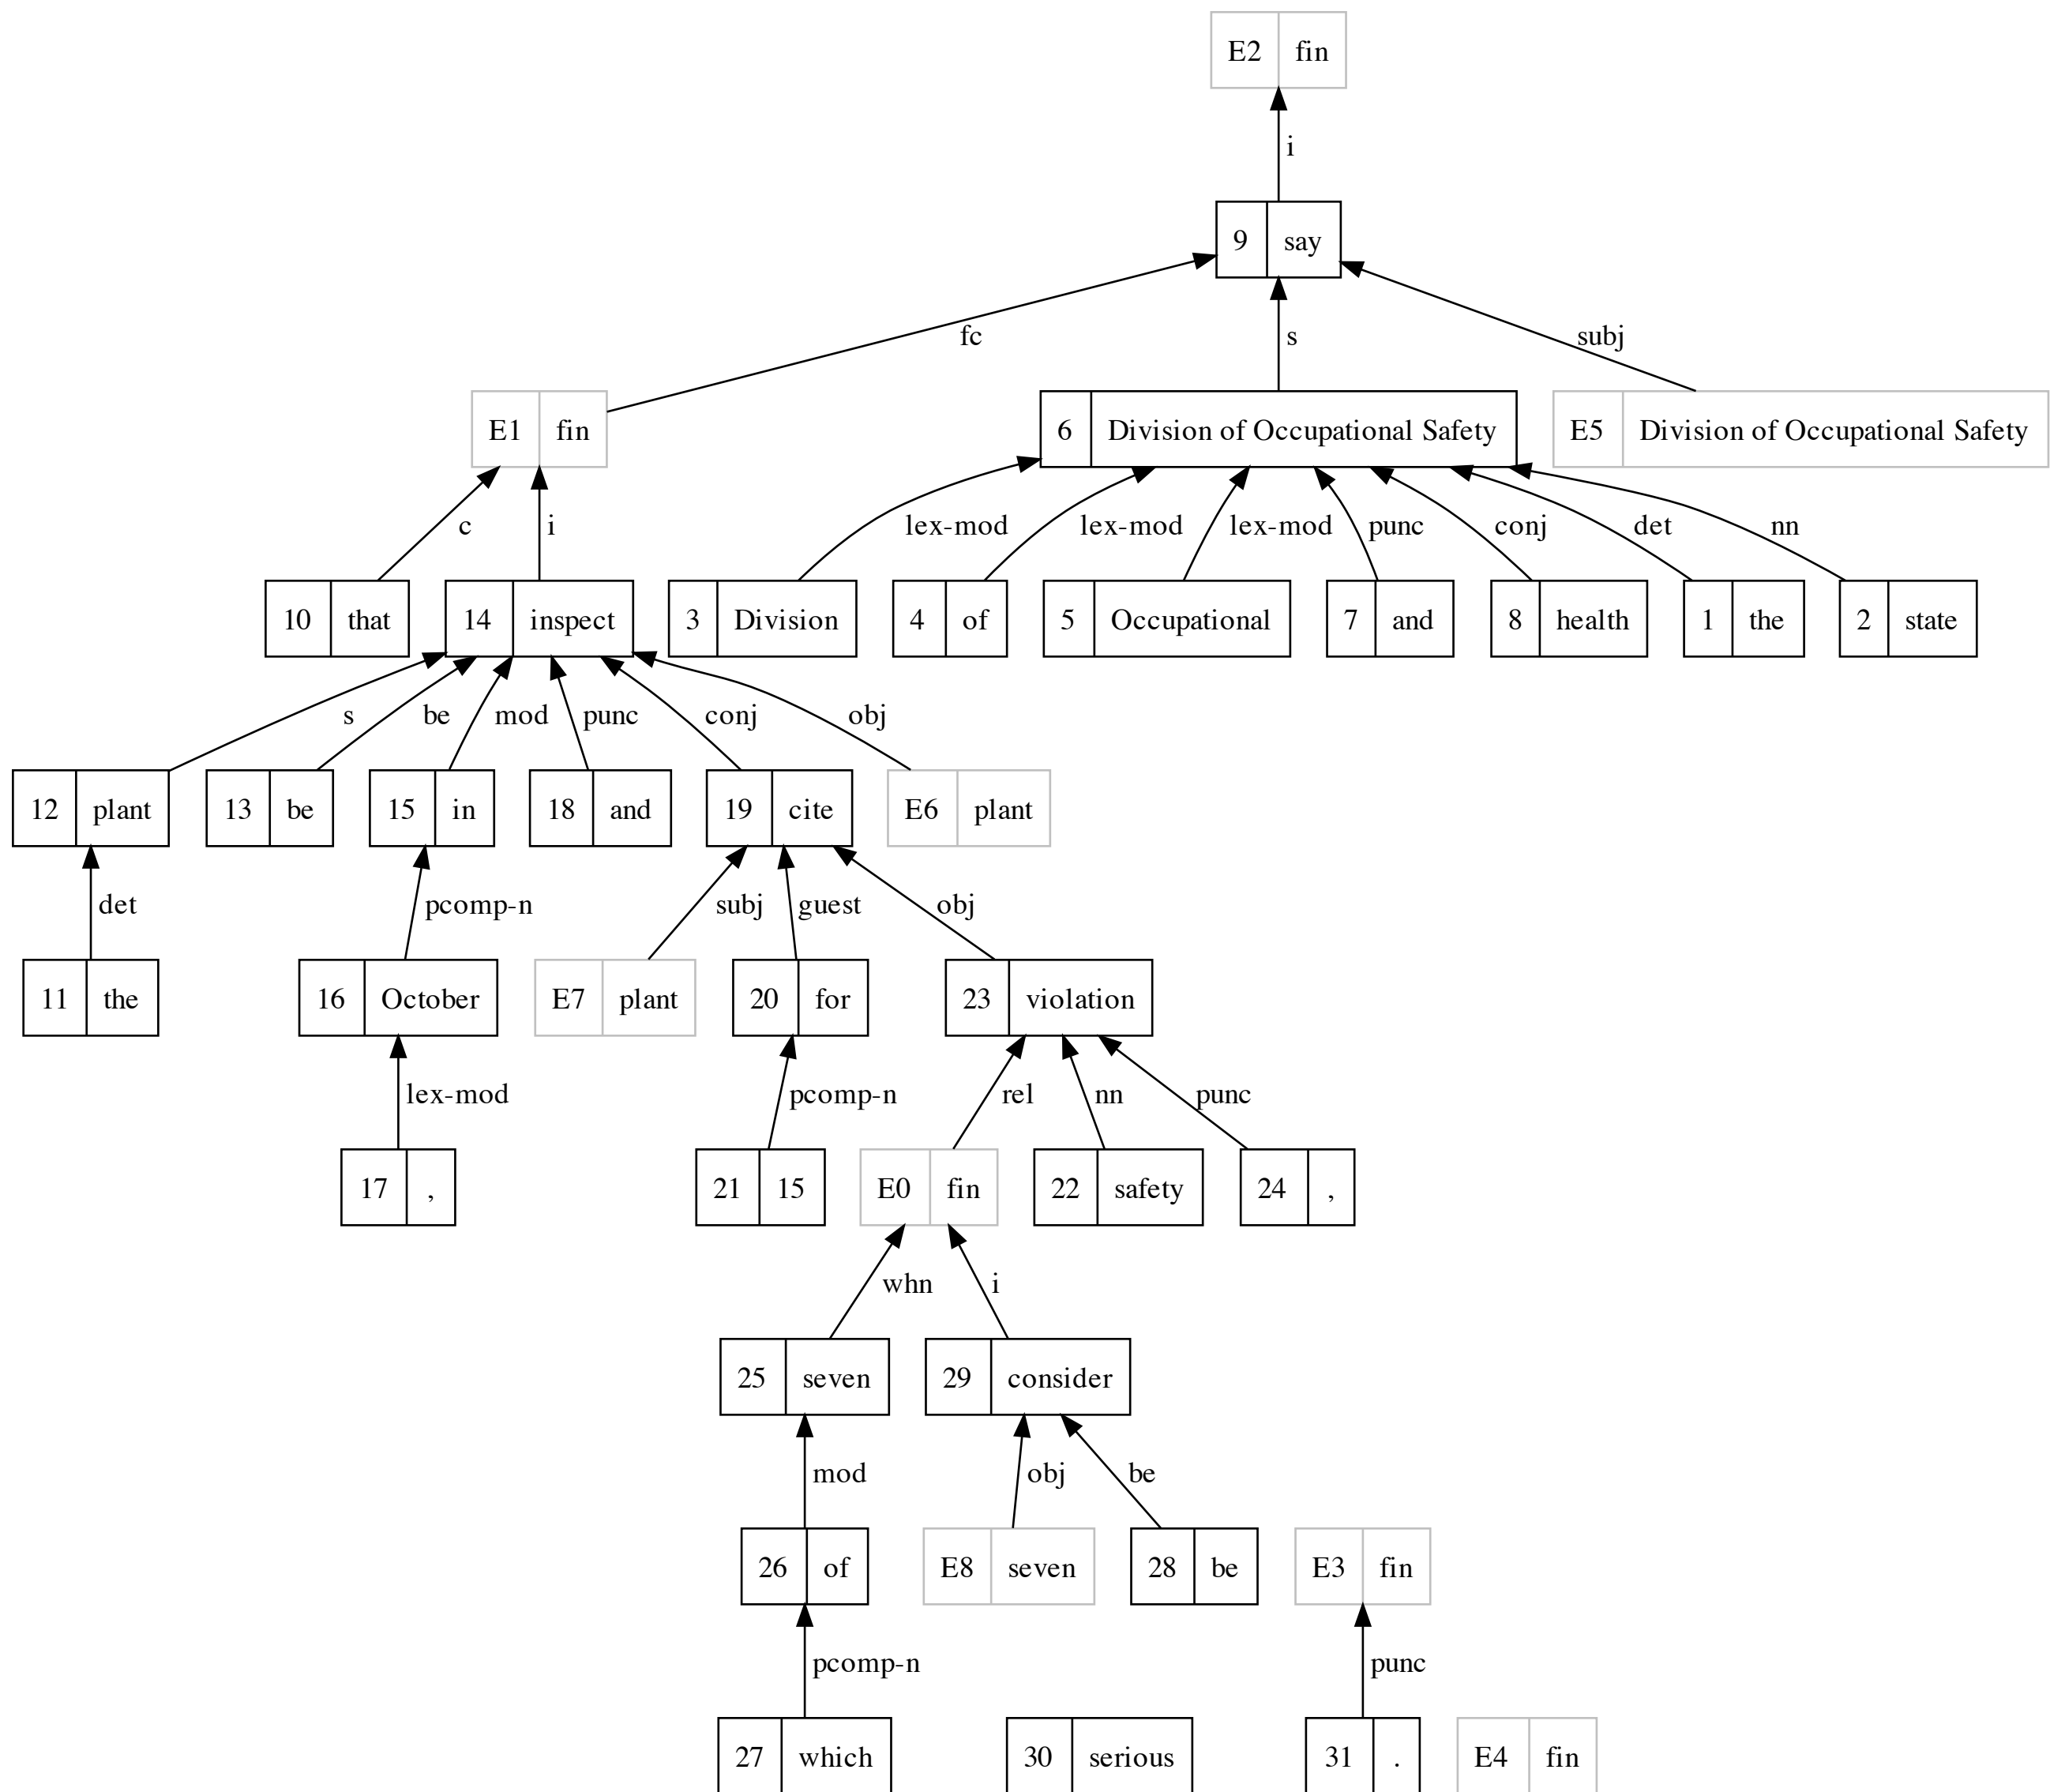 E2 fin
i
9 say
fc s subj
E1 fin 6 Division of Occupational Safety E5 Division of Occupational Safety
c i lex-mod lex-mod lex-mod punc conj det nn
10 that 14 inspect 3 Division 4 of 5 Occupational 7 and 8 health 1 the 2 state
s be mod punc conj obj
12 plant 13 be 15 in 18 and 19 cite E6 plant
det pcomp-n subj guest obj
11 the 16 October E7 plant 20 for 23 violation
lex-mod pcomp-n rel nn punc
17 , 21 15 E0 fin 22 safety 24 ,
whn i
25 seven 29 consider
mod obj be
26 of E8 seven 28 be E3 fin
pcomp-n punc
27 which 30 serious 31 . E4 fin